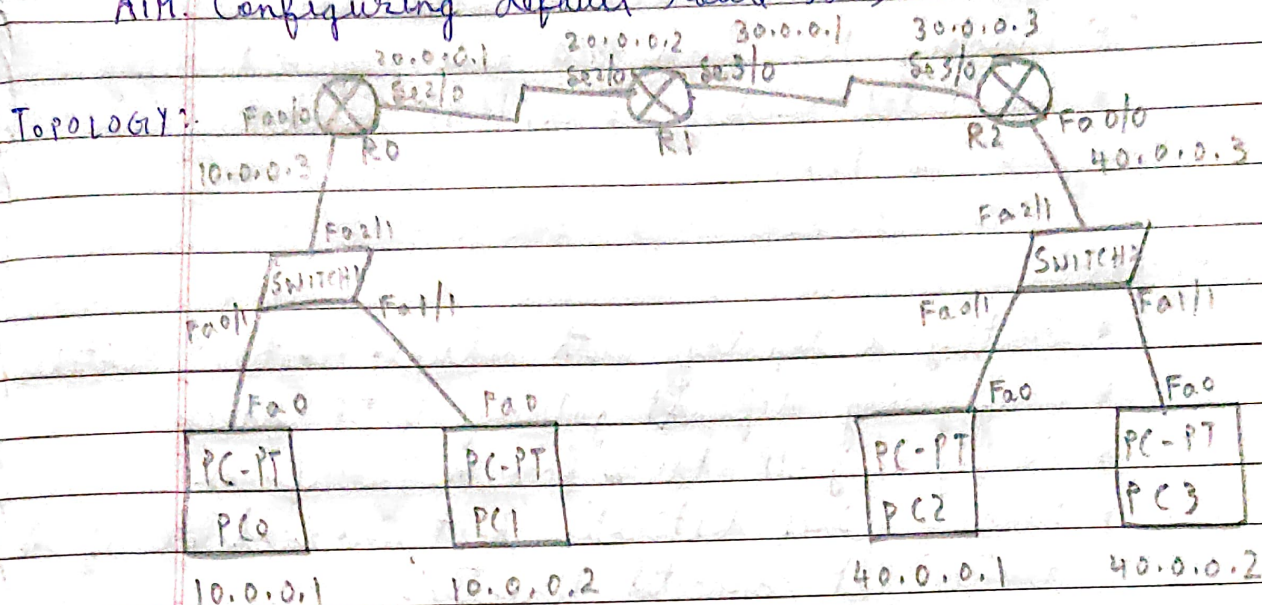 AIM: Configuring default
20.0.0.1 20.0.0.2 30.0.0.1 30.0.0.3
Se2/0 Se2/0 Se3/0 Se3/0
TOPOLOGY: Fa0/0 R0 R1 R2 Fa0/0
10.0.0.3 40.0.0.3
Fa2/1 Fa2/1
SWITCH SWITCH
Fa0/1 Fa1/1 Fa0/1 Fa1/1
Fa0 Fa0 Fa0 Fa0
PC-PT PC-PT PC-PT PC-PT
PC0 PC1 PC2 PC3
10.0.0.1 10.0.0.2 40.0.0.1 40.0.0.2